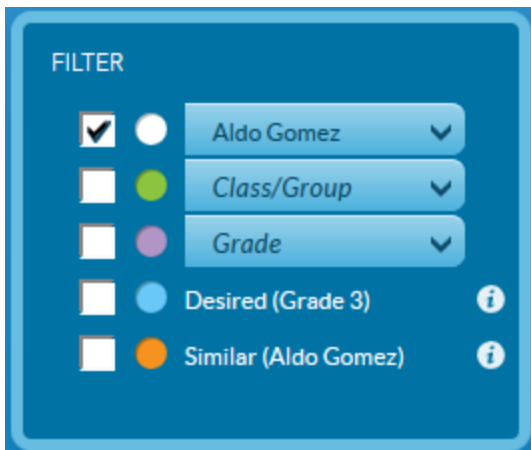 FILTER
Aldo Gomez
Class/Group
Grade
Desired (Grade 3)
i
Similar (Aldo Gomez)
i